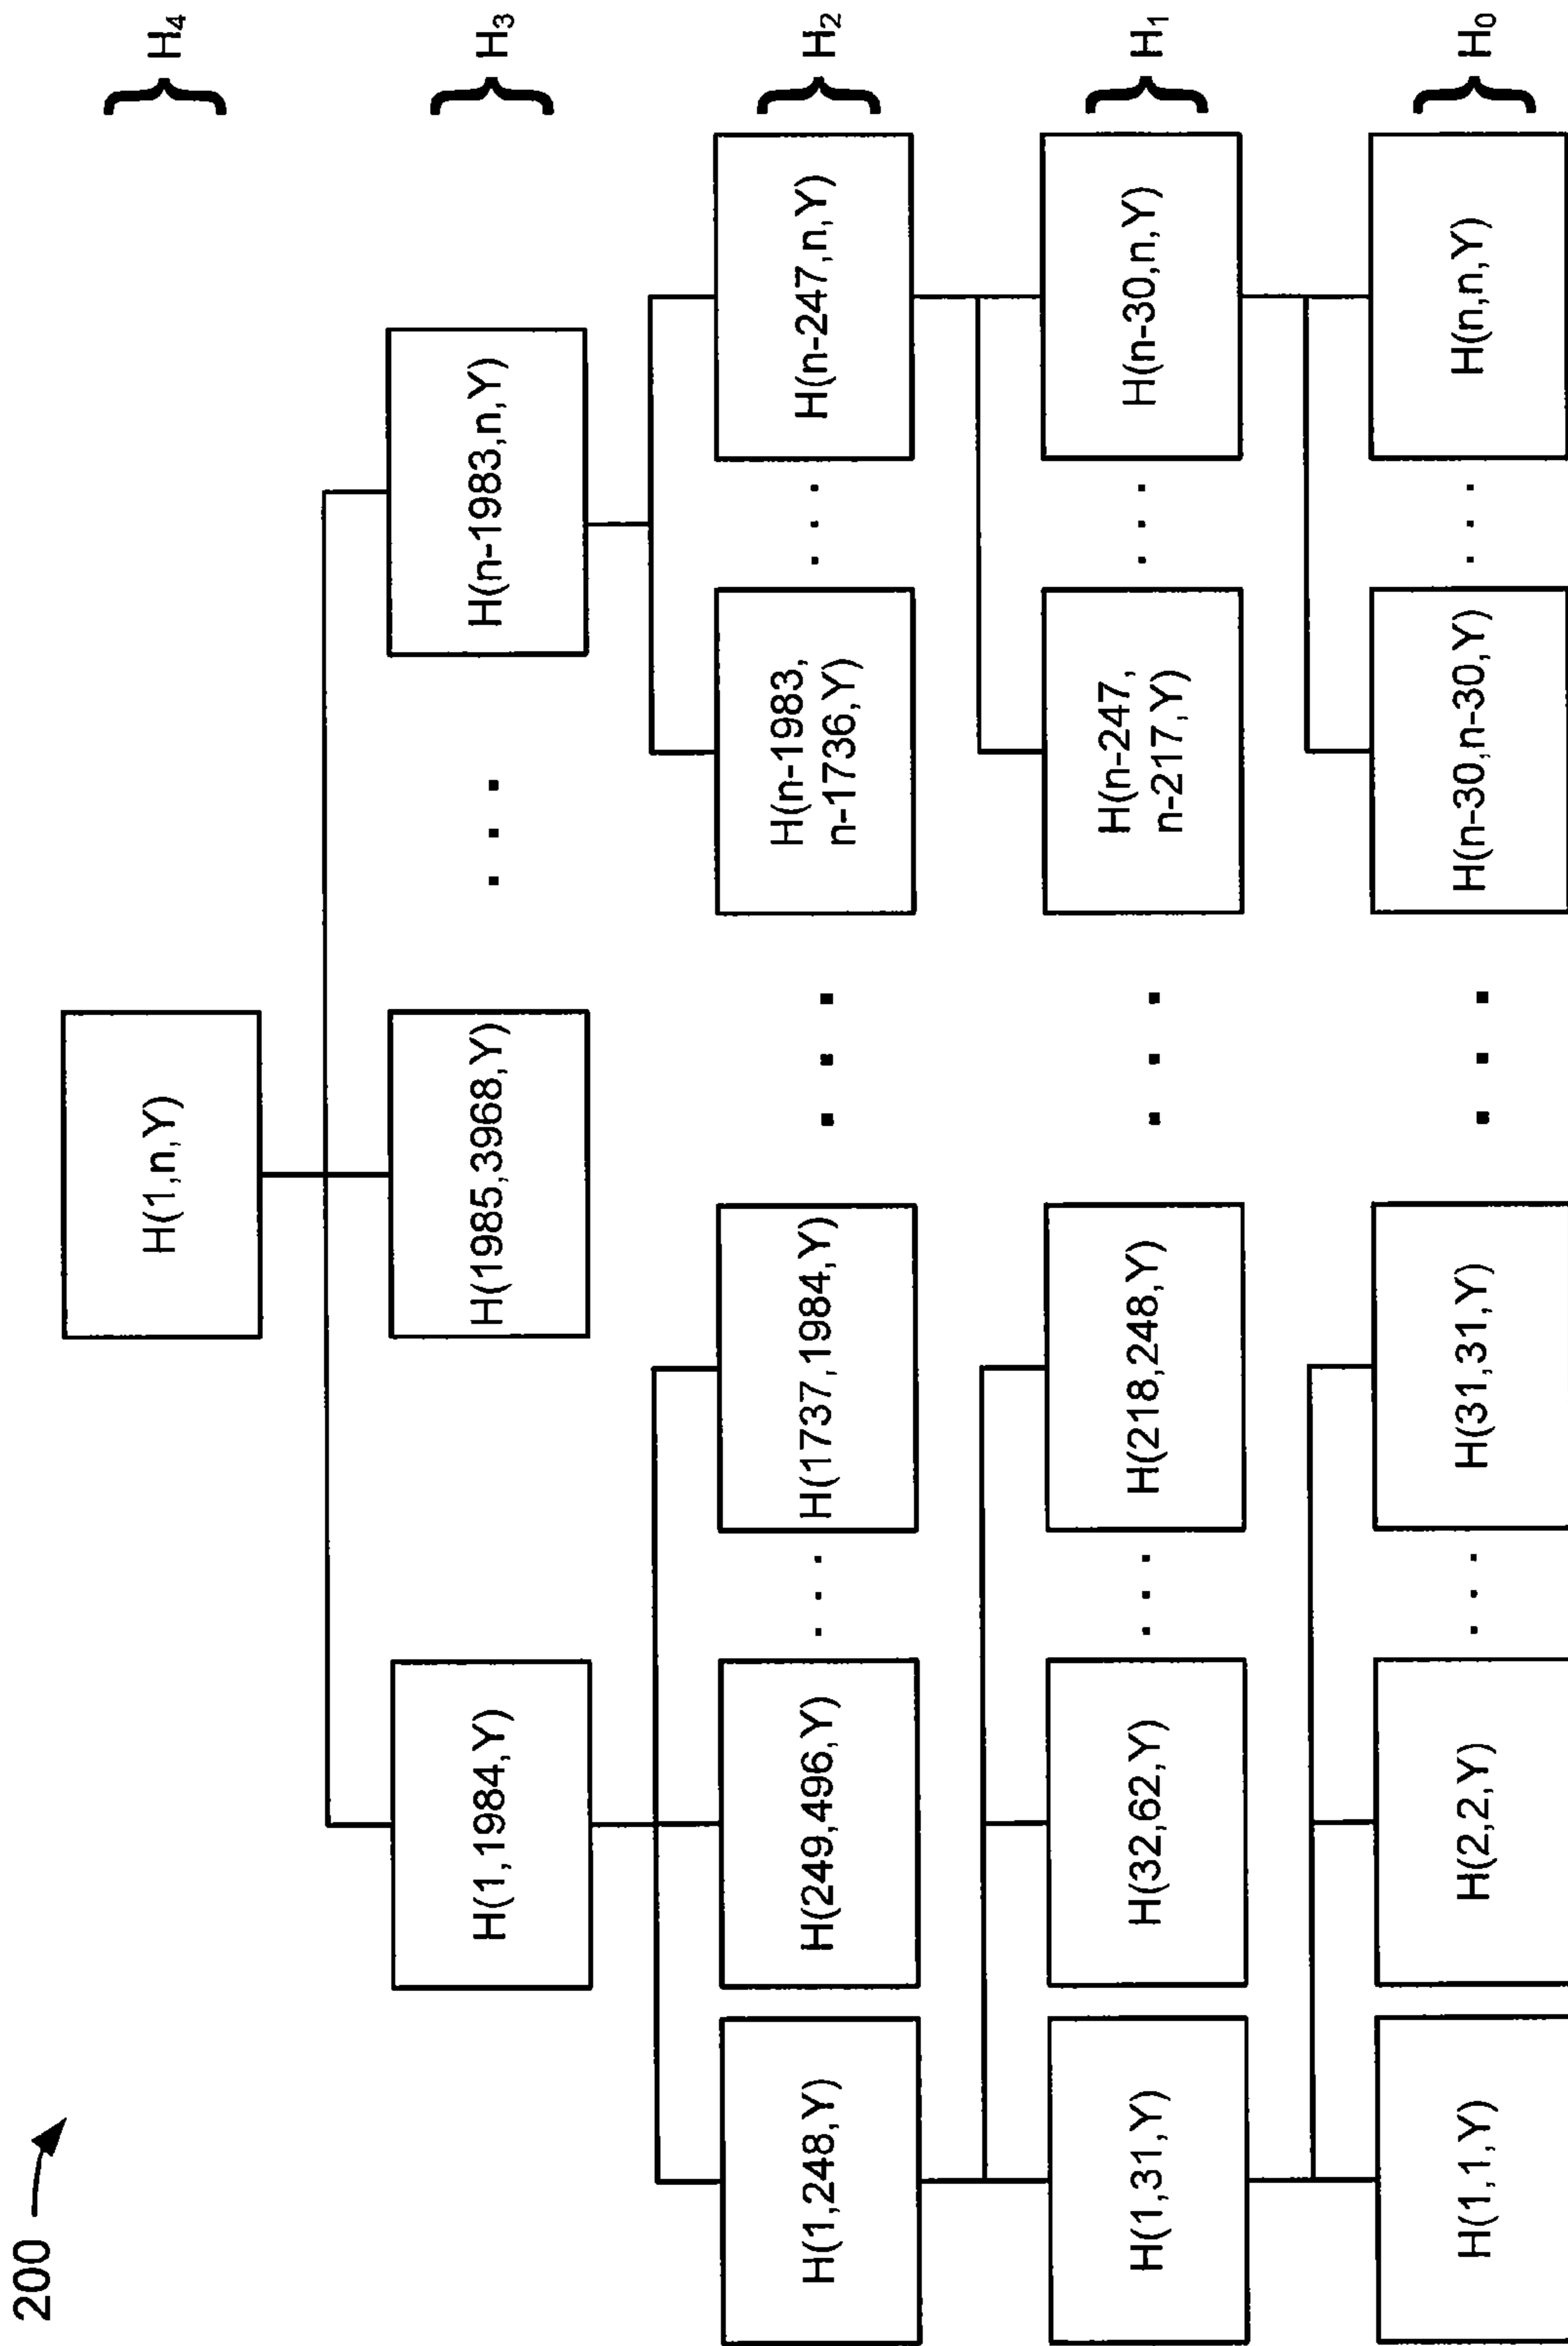 200
H(1,n,Y)
H4
H(1,1984,Y)
H(1985,3968,Y)
. . .
H(n-1983,n,Y)
H3
H(1,248,Y)
H(249,496,Y)
. . .
H(1737,1984,Y)
. . .
H(n-1983,
n-1736,Y)
. . .
H(n-247,n,Y)
H2
H(1,31,Y)
H(32,62,Y)
. . .
H(218,248,Y)
. . .
H(n-247,
n-217,Y)
. . .
H(n-30,n,Y)
H1
H(1,1,Y)
H(2,2,Y)
. . .
H(31,31,Y)
. . .
H(n-30,n-30,Y)
. . .
H(n,n,Y)
H0